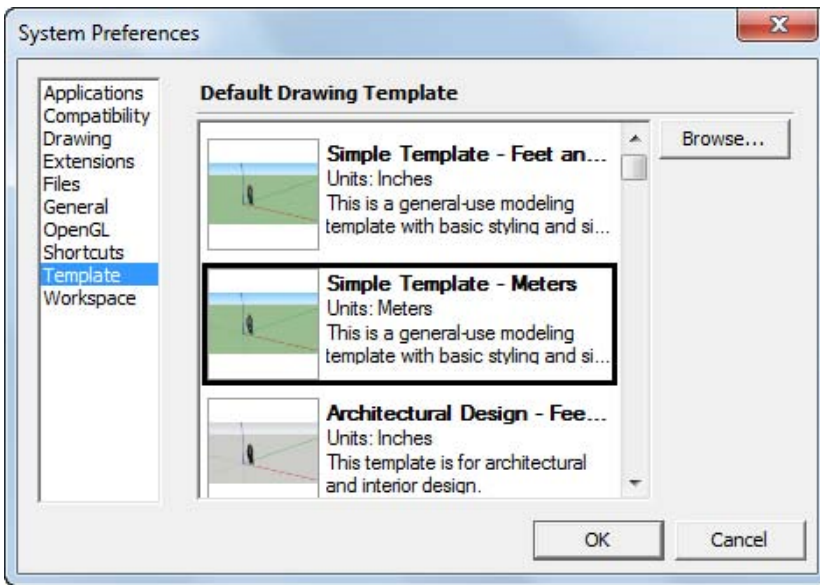 System Preferences
Applications
Compatibility
Drawing
Extensions
Files
General
OpenGL
Shortcuts
Template
Workspace
Default Drawing Template
Simple Template - Feet an...
Units: Inches
This is a general-use modeling
template with basic styling and si...
Simple Template - Meters
Units: Meters
This is a general-use modeling
template with basic styling and si...
Architectural Design - Fee...
Units: Inches
This template is for architectural
and interior design.
Browse...
OK
Cancel